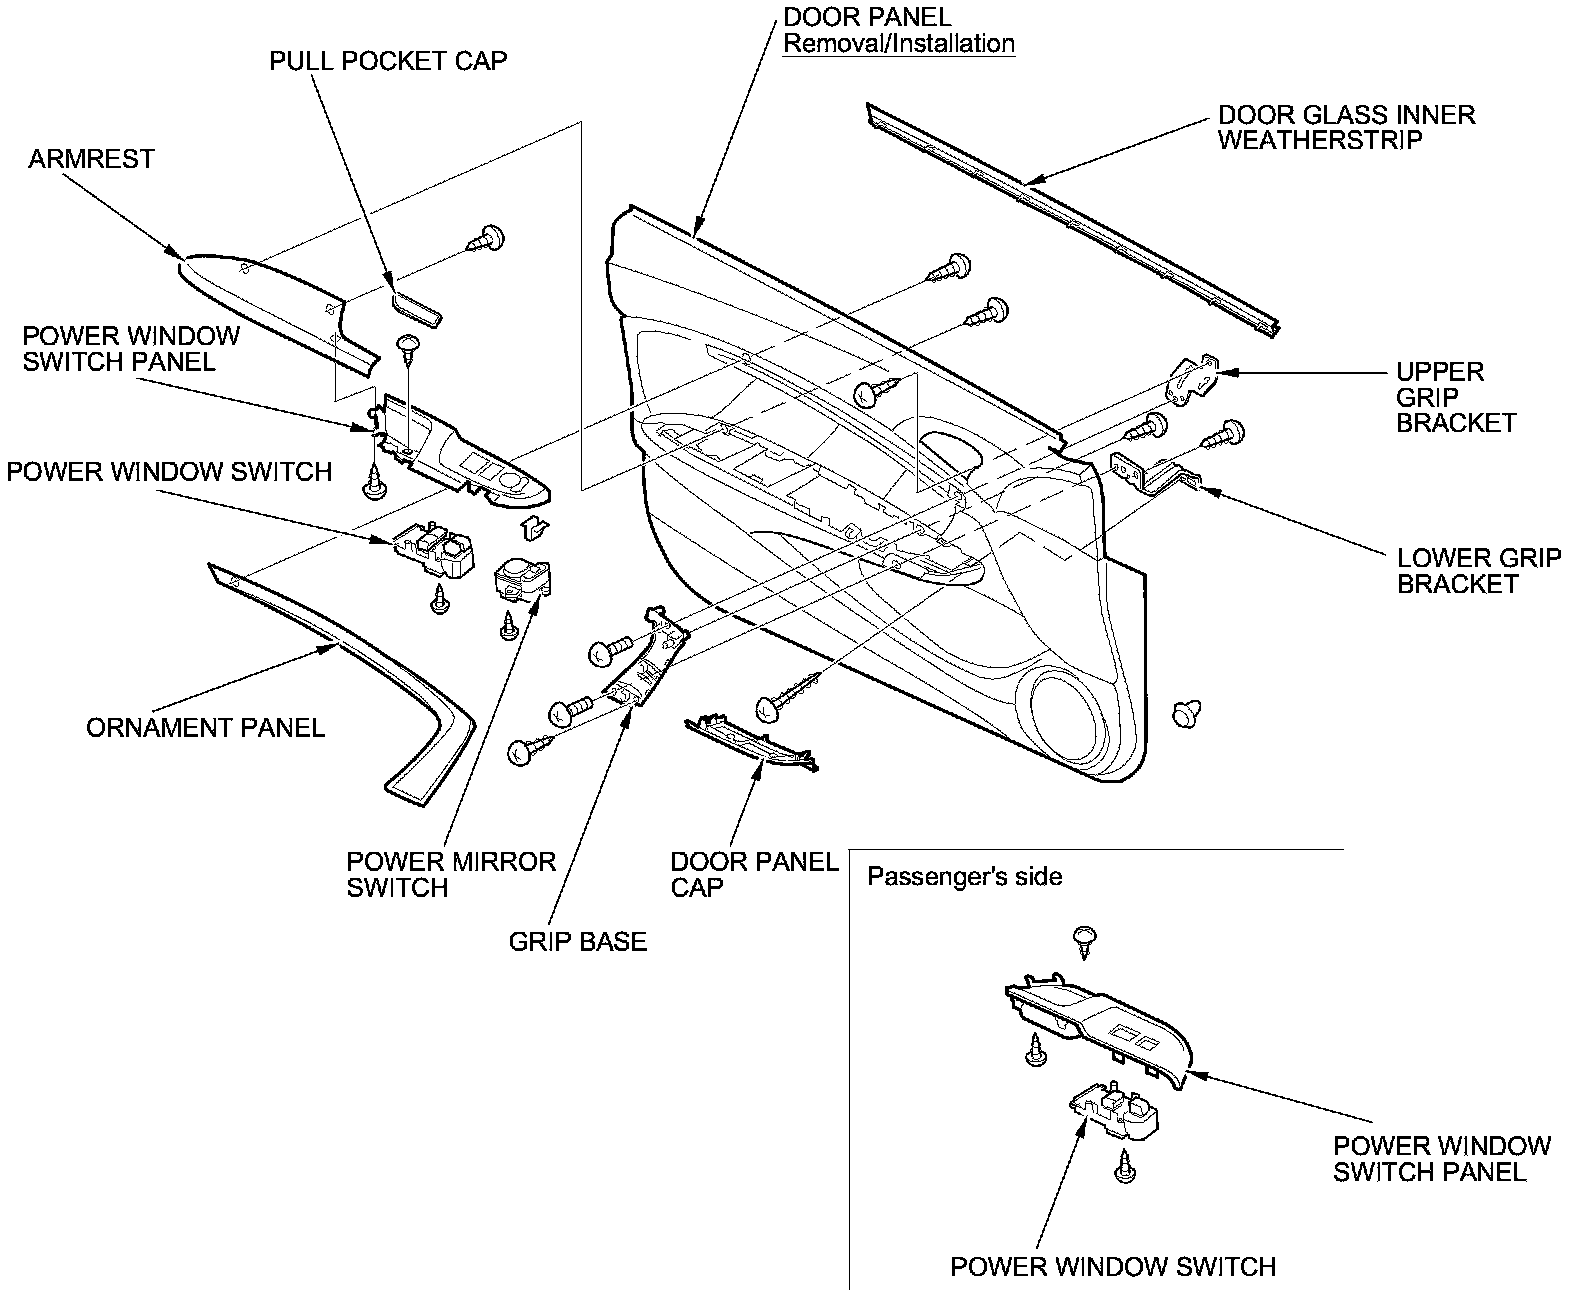 DOOR PANEL
Removal/Installation
PULL POCKET CAP
DOOR GLASS INNER
WEATHERSTRIP
ARMREST
POWER WINDOW
SWITCH PANEL
UPPER
GRIP
BRACKET
POWER WINDOW SWITCH
LOWER GRIP
BRACKET
ORNAMENT PANEL
POWER MIRROR
SWITCH
DOOR PANEL
CAP
GRIP BASE
Passenger's side
POWER WINDOW
SWITCH PANEL
POWER WINDOW SWITCH